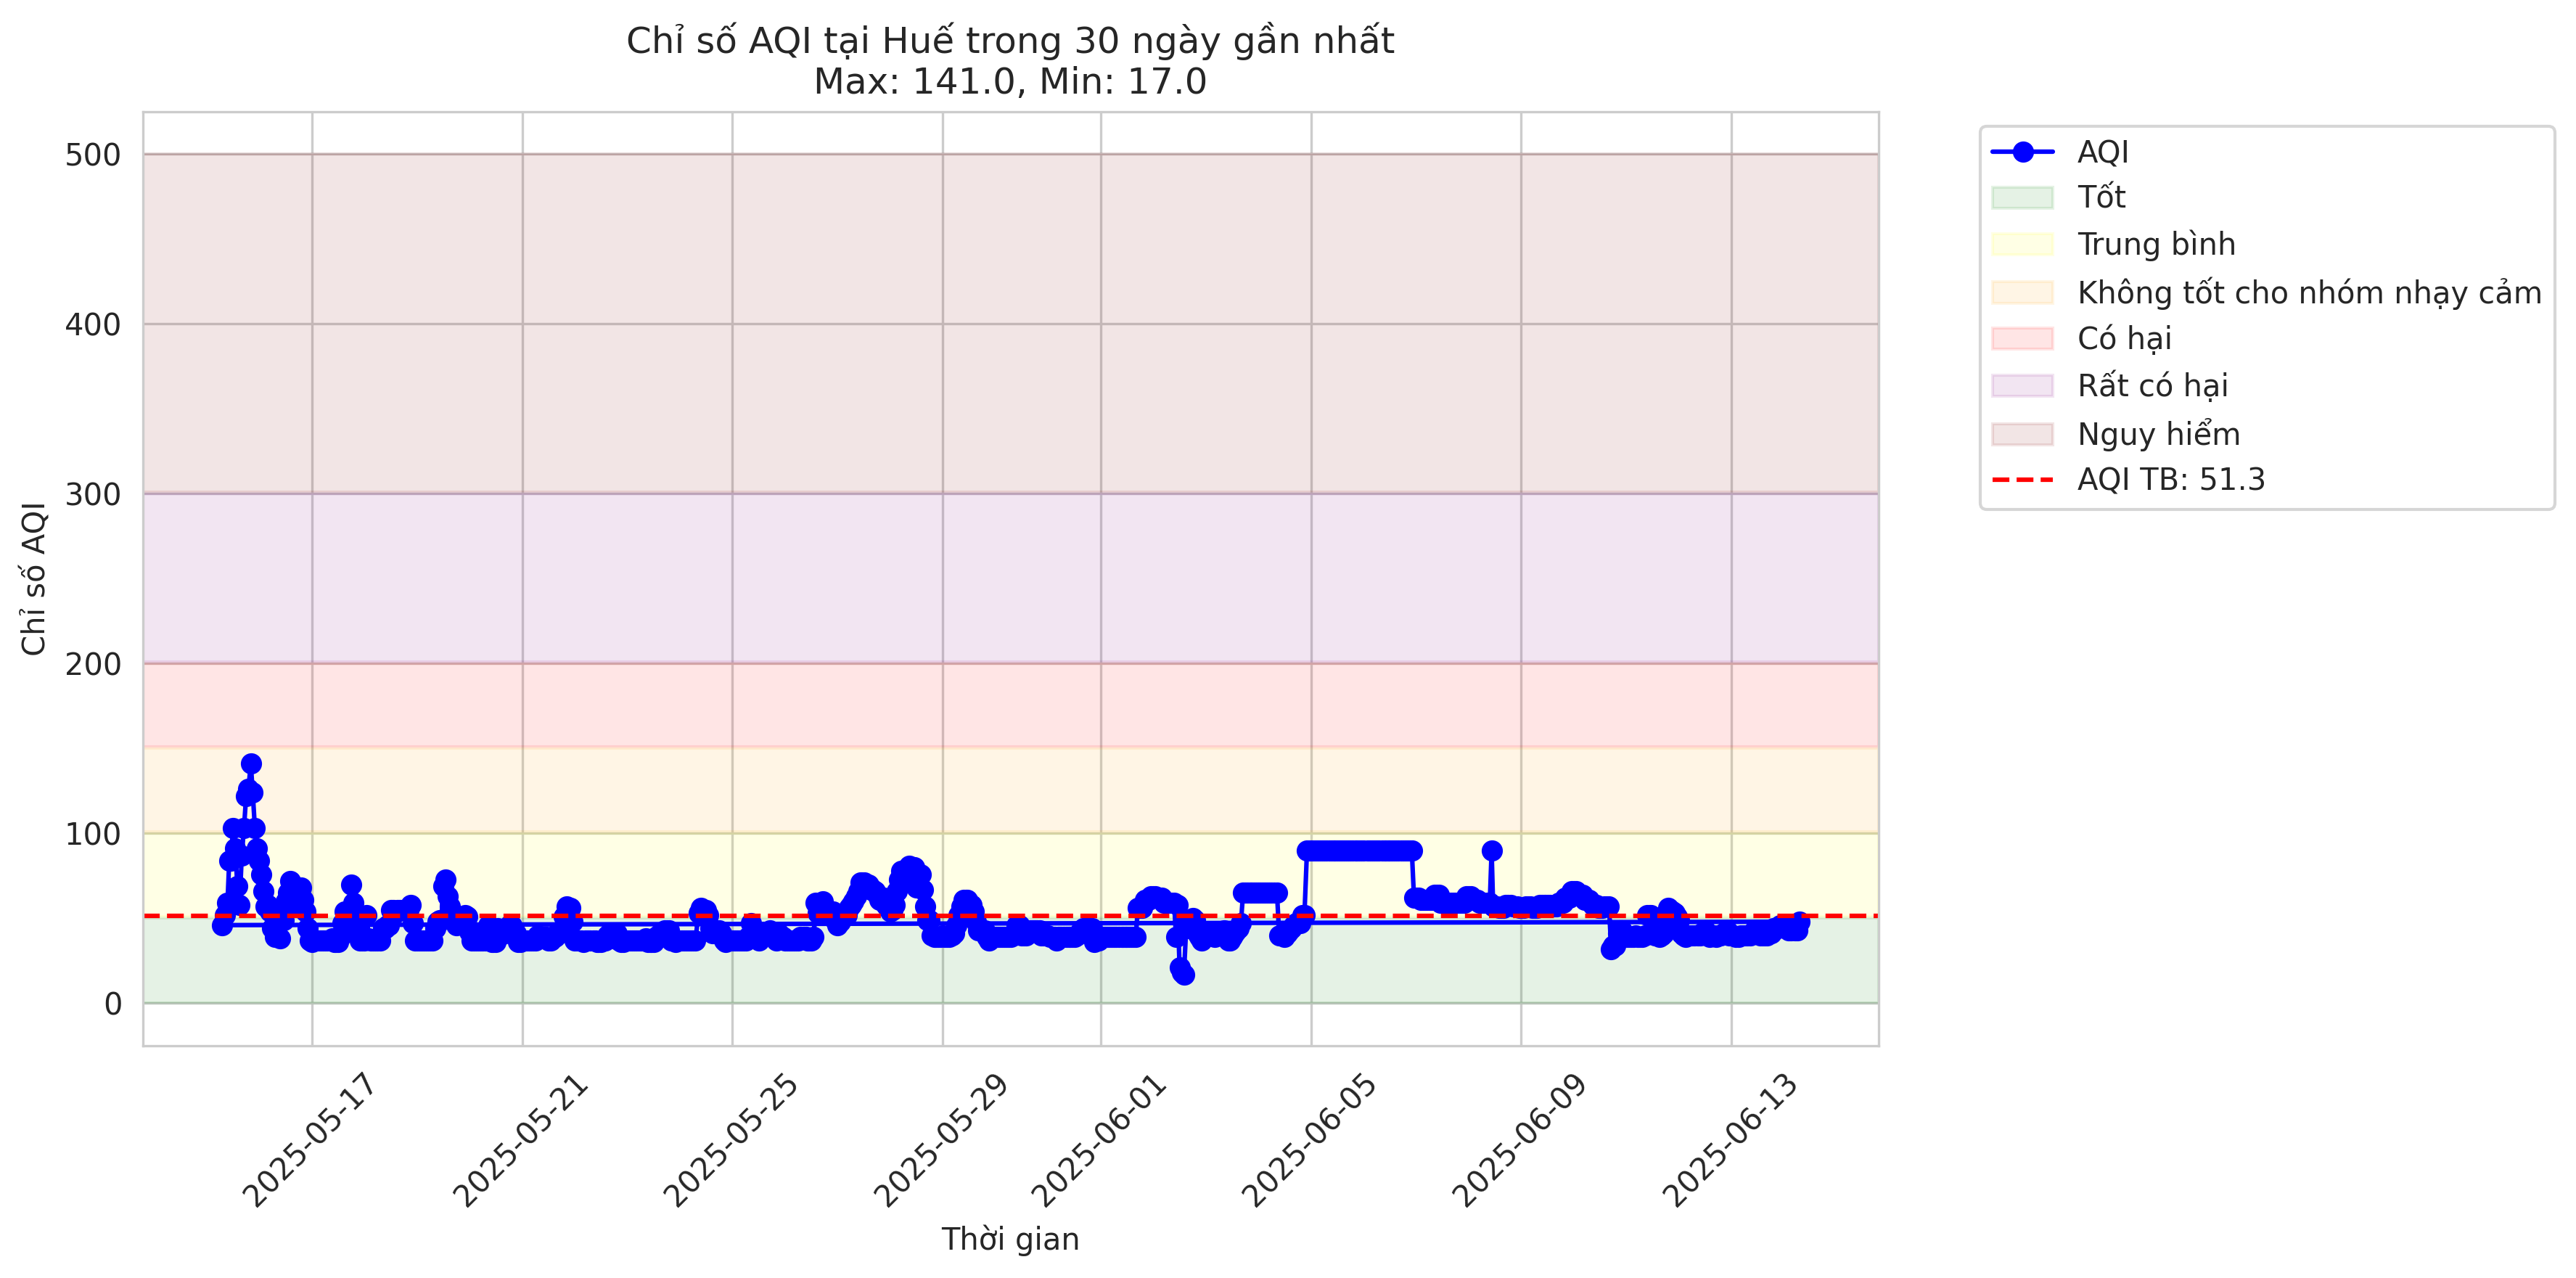 Chỉ số AQI tại Huế trong 30 ngày gần nhất
Max: 141.0, Min: 17.0
Chỉ số AQI
500
400
300
200
100
0
2025-05-17
2025-05-21
2025-05-25
2025-05-29
2025-06-01
2025-06-05
2025-06-09
2025-06-13
Thời gian
AQI
Tốt
Trung bình
Không tốt cho nhóm nhạy cảm
Có hại
Rất có hại
Nguy hiểm
AQI TB: 51.3